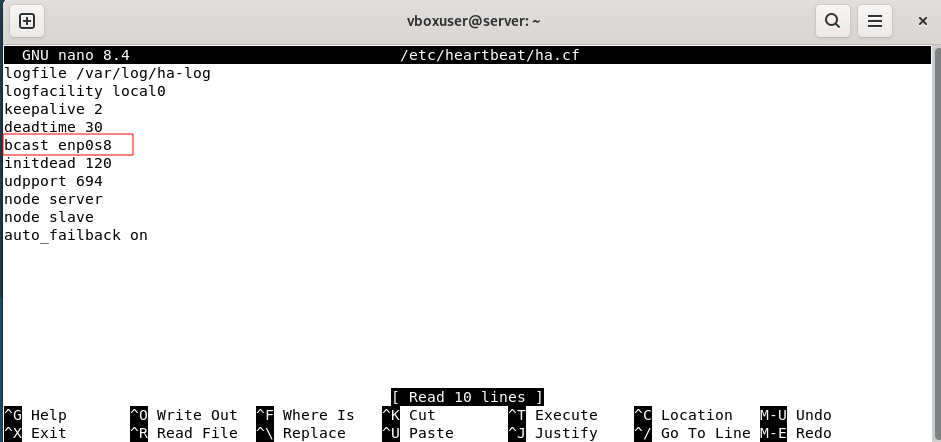 vboxuser@server: ~
GNU nano 8.4 /etc/heartbeat/ha.cf
logfile /var/log/ha-log
logfacility local0
keepalive 2
deadtime 30
bcast enp0s8
initdead 120
udpport 694
node server
node slave
auto_failback on
[ Read 10 lines ]
^G Help ^O Write Out ^F Where Is ^K Cut ^T Execute ^C Location M-U Undo
^X Exit ^R Read File ^\ Replace ^U Paste ^J Justify ^/ Go To Line M-E Redo